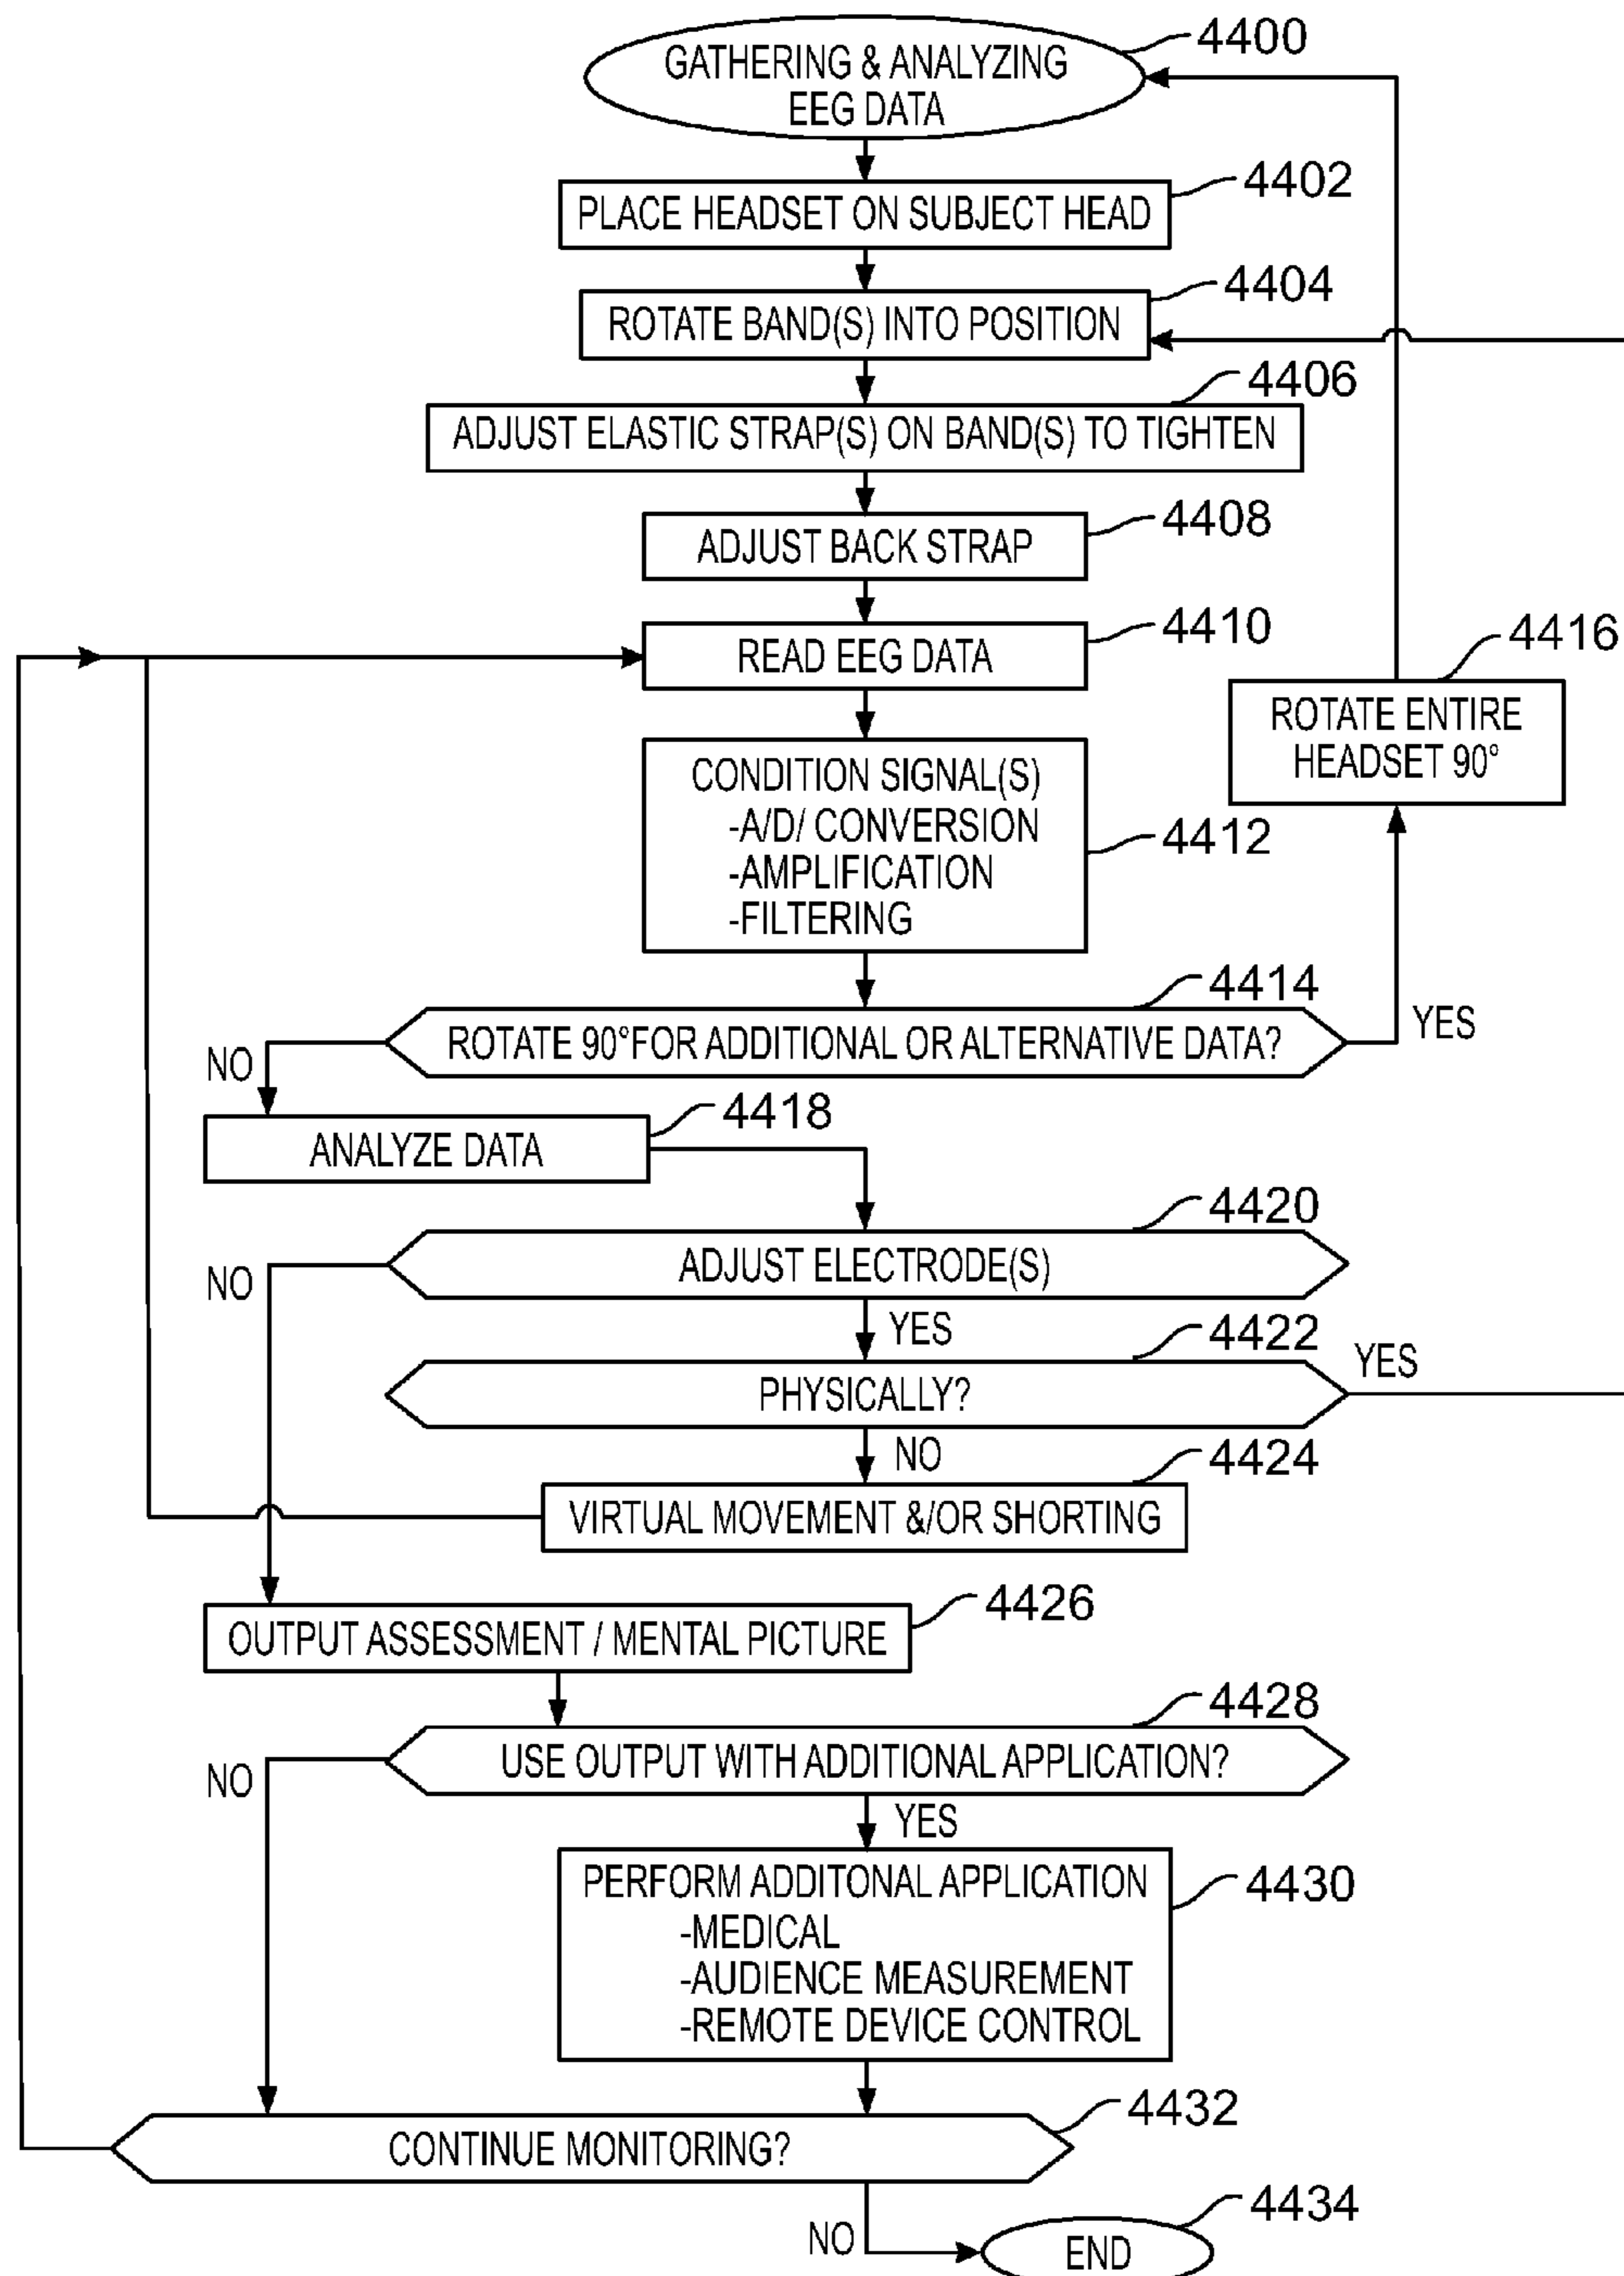 GATHERING & ANALYZING
EEG DATA
4400
PLACE HEADSET ON SUBJECT HEAD
4402
ROTATE BAND(S) INTO POSITION
4404
ADJUST ELASTIC STRAP(S) ON BAND(S) TO TIGHTEN
4406
ADJUST BACK STRAP
4408
READ EEG DATA
4410
ROTATE ENTIRE
HEADSET 90°
4416
CONDITION SIGNAL(S)
-A/D/ CONVERSION
-AMPLIFICATION
-FILTERING
4412
ROTATE 90°FOR ADDITIONAL OR ALTERNATIVE DATA?
4414
YES
NO
ANALYZE DATA
4418
ADJUST ELECTRODE(S)
4420
NO
YES
PHYSICALLY?
4422
YES
NO
VIRTUAL MOVEMENT &/OR SHORTING
4424
OUTPUT ASSESSMENT / MENTAL PICTURE
4426
USE OUTPUT WITH ADDITIONAL APPLICATION?
4428
NO
YES
PERFORM ADDITONAL APPLICATION
-MEDICAL
-AUDIENCE MEASUREMENT
-REMOTE DEVICE CONTROL
4430
CONTINUE MONITORING?
4432
NO
END
4434